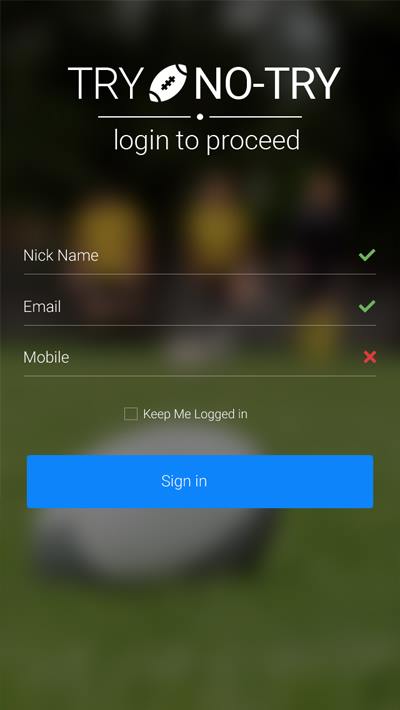 TRY NO-TRY
login to proceed
Nick Name
Email
Mobile
Keep Me Logged in
Sign in